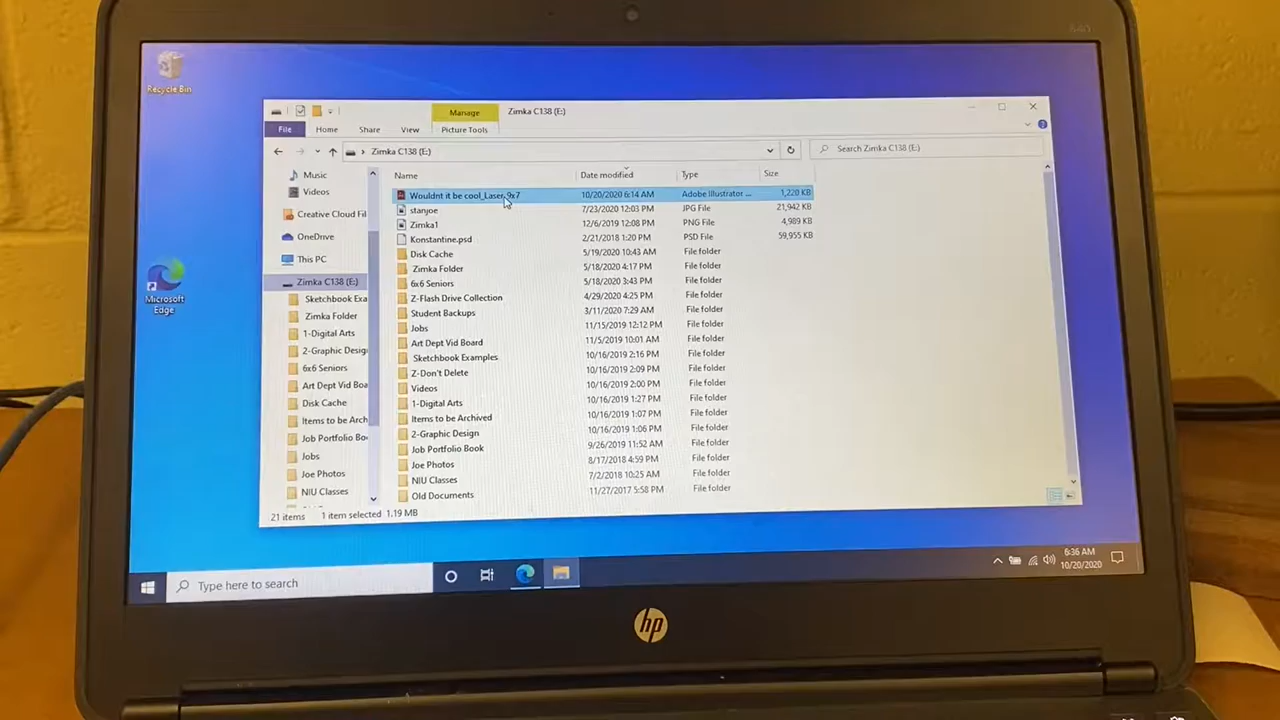 840
Recycle Bin
Manage
Zimka C138 (E:)
File
Home
Share
View
Picture Tools
Zimka C138 (E:)
Search Zimka C138 (E:)
Name
Date modified
Type
Size
Music
Videos
Creative Cloud Fil
OneDrive
This PC
Zimka C138 (E:)
Sketchbook Exa
Zimka Folder
1-Digital Arts
2-Graphic Design
6x6 Seniors
Art Dept Vid Boa
Disk Cache
Items to be Arch
Job Portfolio Bo
Jobs
Joe Photos
NIU Classes
Wouldnt it be cool_Laser_9x7 10/20/2020 6:14 AM Adobe Illustrator ... 1,220 KB
stanjoe 7/23/2020 12:03 PM JPG File 21,942 KB
Zimka1 12/6/2019 12:08 PM PNG File 4,989 KB
Konstantine.psd 2/21/2018 1:20 PM PSD File 59,955 KB
Disk Cache 5/19/2020 10:43 AM File folder
Zimka Folder 5/18/2020 4:17 PM File folder
6x6 Seniors 5/18/2020 3:43 PM File folder
Z-Flash Drive Collection 4/29/2020 4:25 PM File folder
Student Backups 3/11/2020 7:29 AM File folder
Jobs 11/15/2019 12:12 PM File folder
Art Dept Vid Board 11/5/2019 10:01 AM File folder
Sketchbook Examples 10/16/2019 2:16 PM File folder
Z-Don't Delete 10/16/2019 2:09 PM File folder
Videos 10/16/2019 2:00 PM File folder
1-Digital Arts 10/16/2019 1:27 PM File folder
Items to be Archived 10/16/2019 1:07 PM File folder
2-Graphic Design 10/16/2019 1:06 PM File folder
Job Portfolio Book 9/26/2019 11:52 AM File folder
Joe Photos 8/17/2018 4:59 PM File folder
NIU Classes 7/2/2018 10:25 AM File folder
Old Documents 11/27/2017 5:58 PM File folder
21 items 1 item selected 1.19 MB
Microsoft
Edge
Type here to search
6:36 AM
10/20/2020
hp